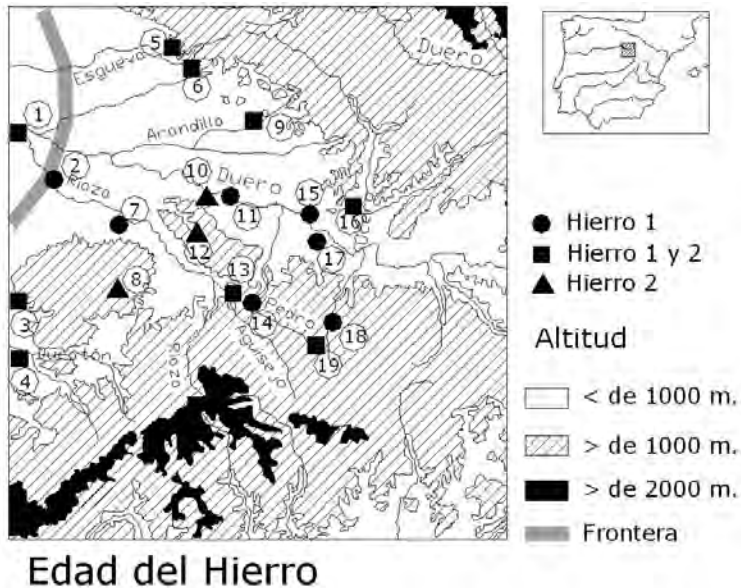 Duero
5
Esgueva
6
1
Arandilla
9
2
Riaza
10
Duero
15
7
11
16
12
17
8
13
3
Pedro
14
18
Duratón
Riaza
Aguisejo
4
19
Hierro 1
Hierro 1 y 2
Hierro 2
Altitud
< de 1000 m.
> de 1000 m.
> de 2000 m.
Frontera
Edad del Hierro